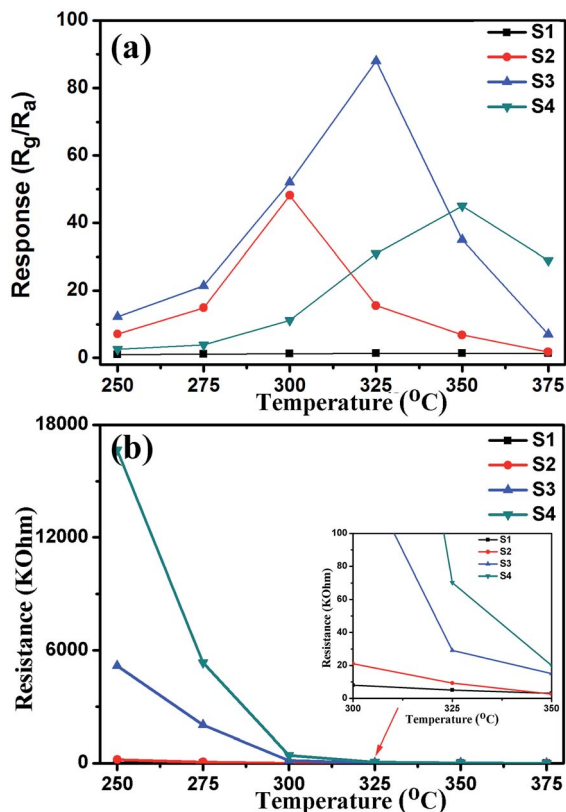 (a)
S1
S2
S3
S4
Response (Rg/Ra)
100
80
60
40
20
0
250 275 300 325 350 375
Temperature (°C)
(b)
S1
S2
S3
S4
Resistance (KOhm)
18000
12000
6000
0
250 275 300 325 350 375
Temperature (°C)
S1
S2
S3
S4
Resistance (KOhm)
100
80
60
40
20
0
300 325 350
Temperature (°C)